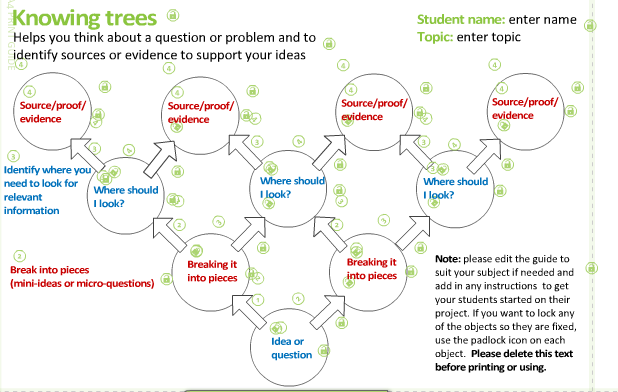 Knowing trees
Helps you think about a question or problem and to
identify sources or evidence to support your ideas
Student name: enter name
Topic: enter topic
Source/proof/
evidence
Source/proof/
evidence
Source/proof/
evidence
Source/proof/
evidence
Identify where you
need to look for
relevant
information
Where should
I look?
Where should
I look?
Where should
I look?
Break into pieces
(mini-ideas or micro-questions)
Breaking it
into pieces
Breaking it
into pieces
Idea or
question
Note: please edit the guide to
suit your subject if needed and
add in any instructions to get
your students started on their
project. If you want to lock any
of the objects so they are fixed,
use the padlock icon on each
object. Please delete this text
before printing or using.